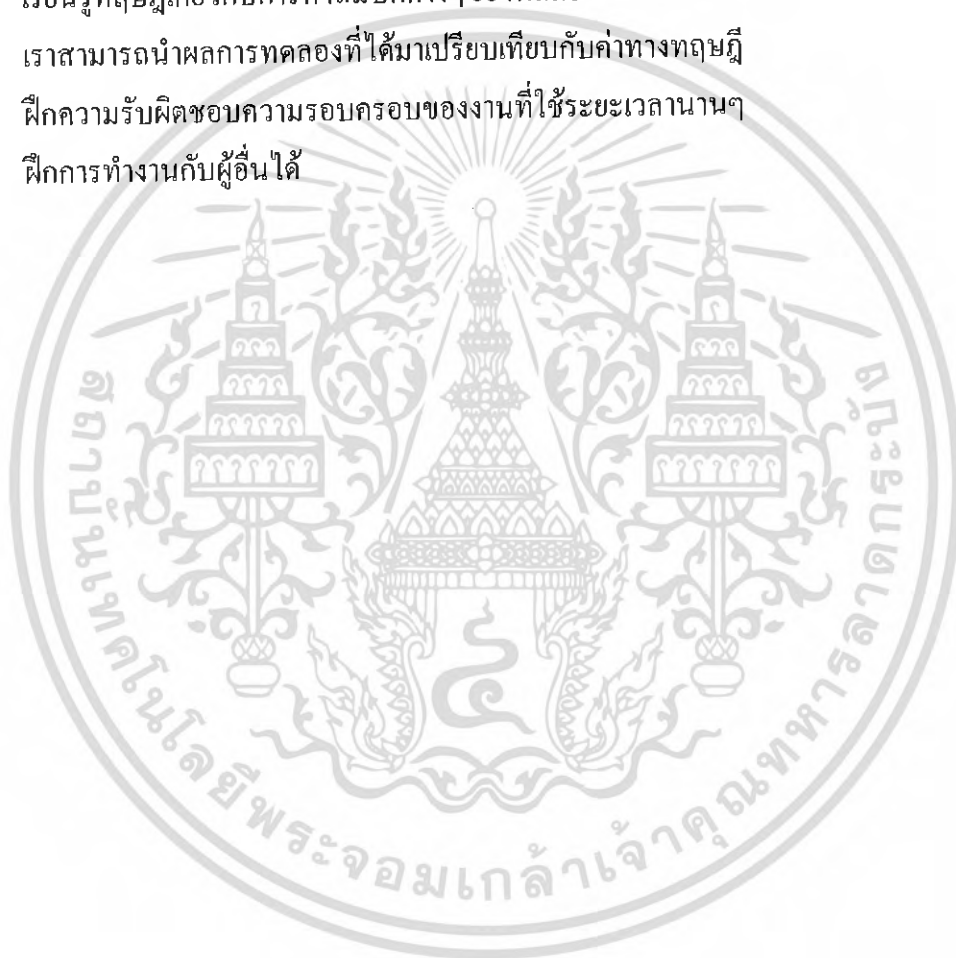 เราสามารถนำผลการทดลองที่ได้มาเปรียบเทียบกับค่าทางทฤษฎี
ฝึกความรับผิตชอบความรอบครอบของงานที่ใช้ระยะเวลานานๆ
ฝึกการทำงานกับผู้อื่นได้
สถาบันเทคโนโลยีพระจอมเกล้าเจ้าคุณทหารลาดกระบัง
๔